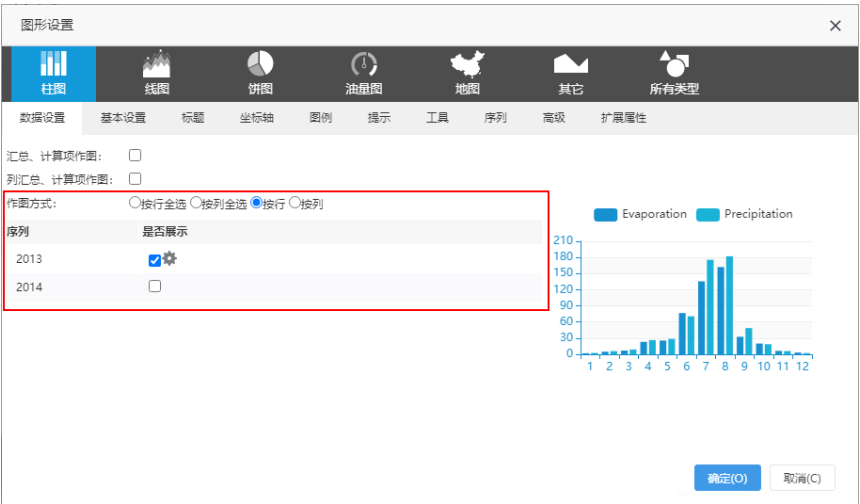 图形设置
柱图 线图 饼图 油量图 地图 其它 所有类型
数据设置 基本设置 标题 坐标轴 图例 提示 工具 序列 高级 扩展属性
汇总、计算项作图:
列汇总、计算项作图:
作图方式: 按行全选 按列全选 按行 按列
序列 是否展示
2013
2014
Evaporation Precipitation
210
180
150
120
90
60
30
0
1 2 3 4 5 6 7 8 9 10 11 12
确定(O) 取消(C)